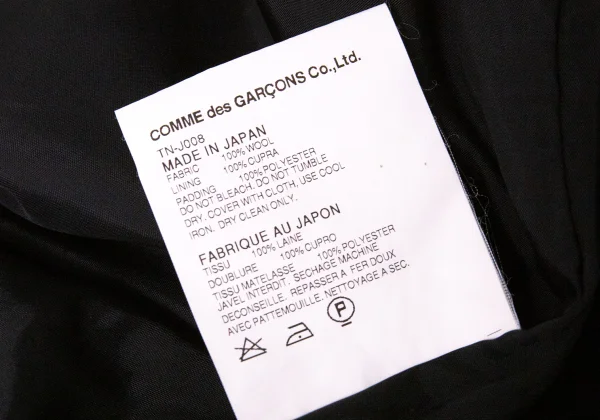 COMME des GARÇONS Co.,Ltd.
TN-J008
MADE IN JAPAN
FABRIC 100% WOOL
LINING 100% CUPRA
PADDING 100% POLYESTER
DO NOT BLEACH. DO NOT TUMBLE
DRY. COVER WITH CLOTH, USE COOL
IRON. DRY CLEAN ONLY.
FABRIQUE AU JAPON
TISSU 100% LAINE
DOUBLURE 100% CUPRO
TISSU MATELASSE 100% POLYESTER
JAVEL INTERDIT. SECHAGE MACHINE
DECONSEILLE. REPASSER A FER DOUX
AVEC PATTEMOUILLE. NETTOYAGE A SEC.
P